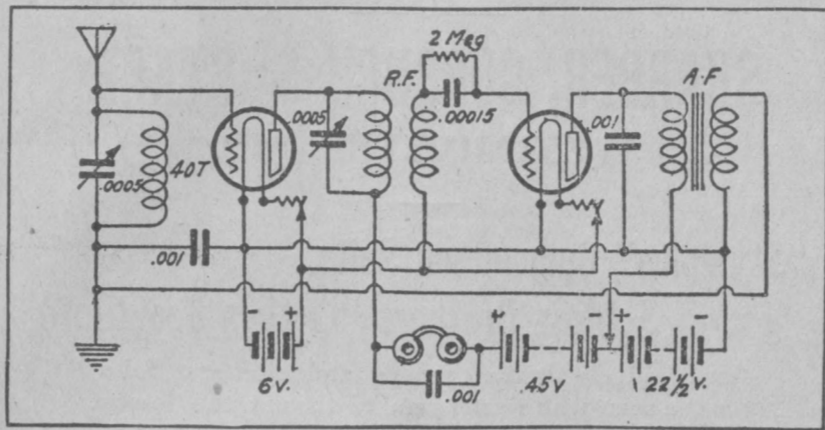 2 Meg
R.F.
A.F
.0005
.00015
.001
.0005
40T
.001
- +
6V.
.001
+
45V
- +
22½V.
-